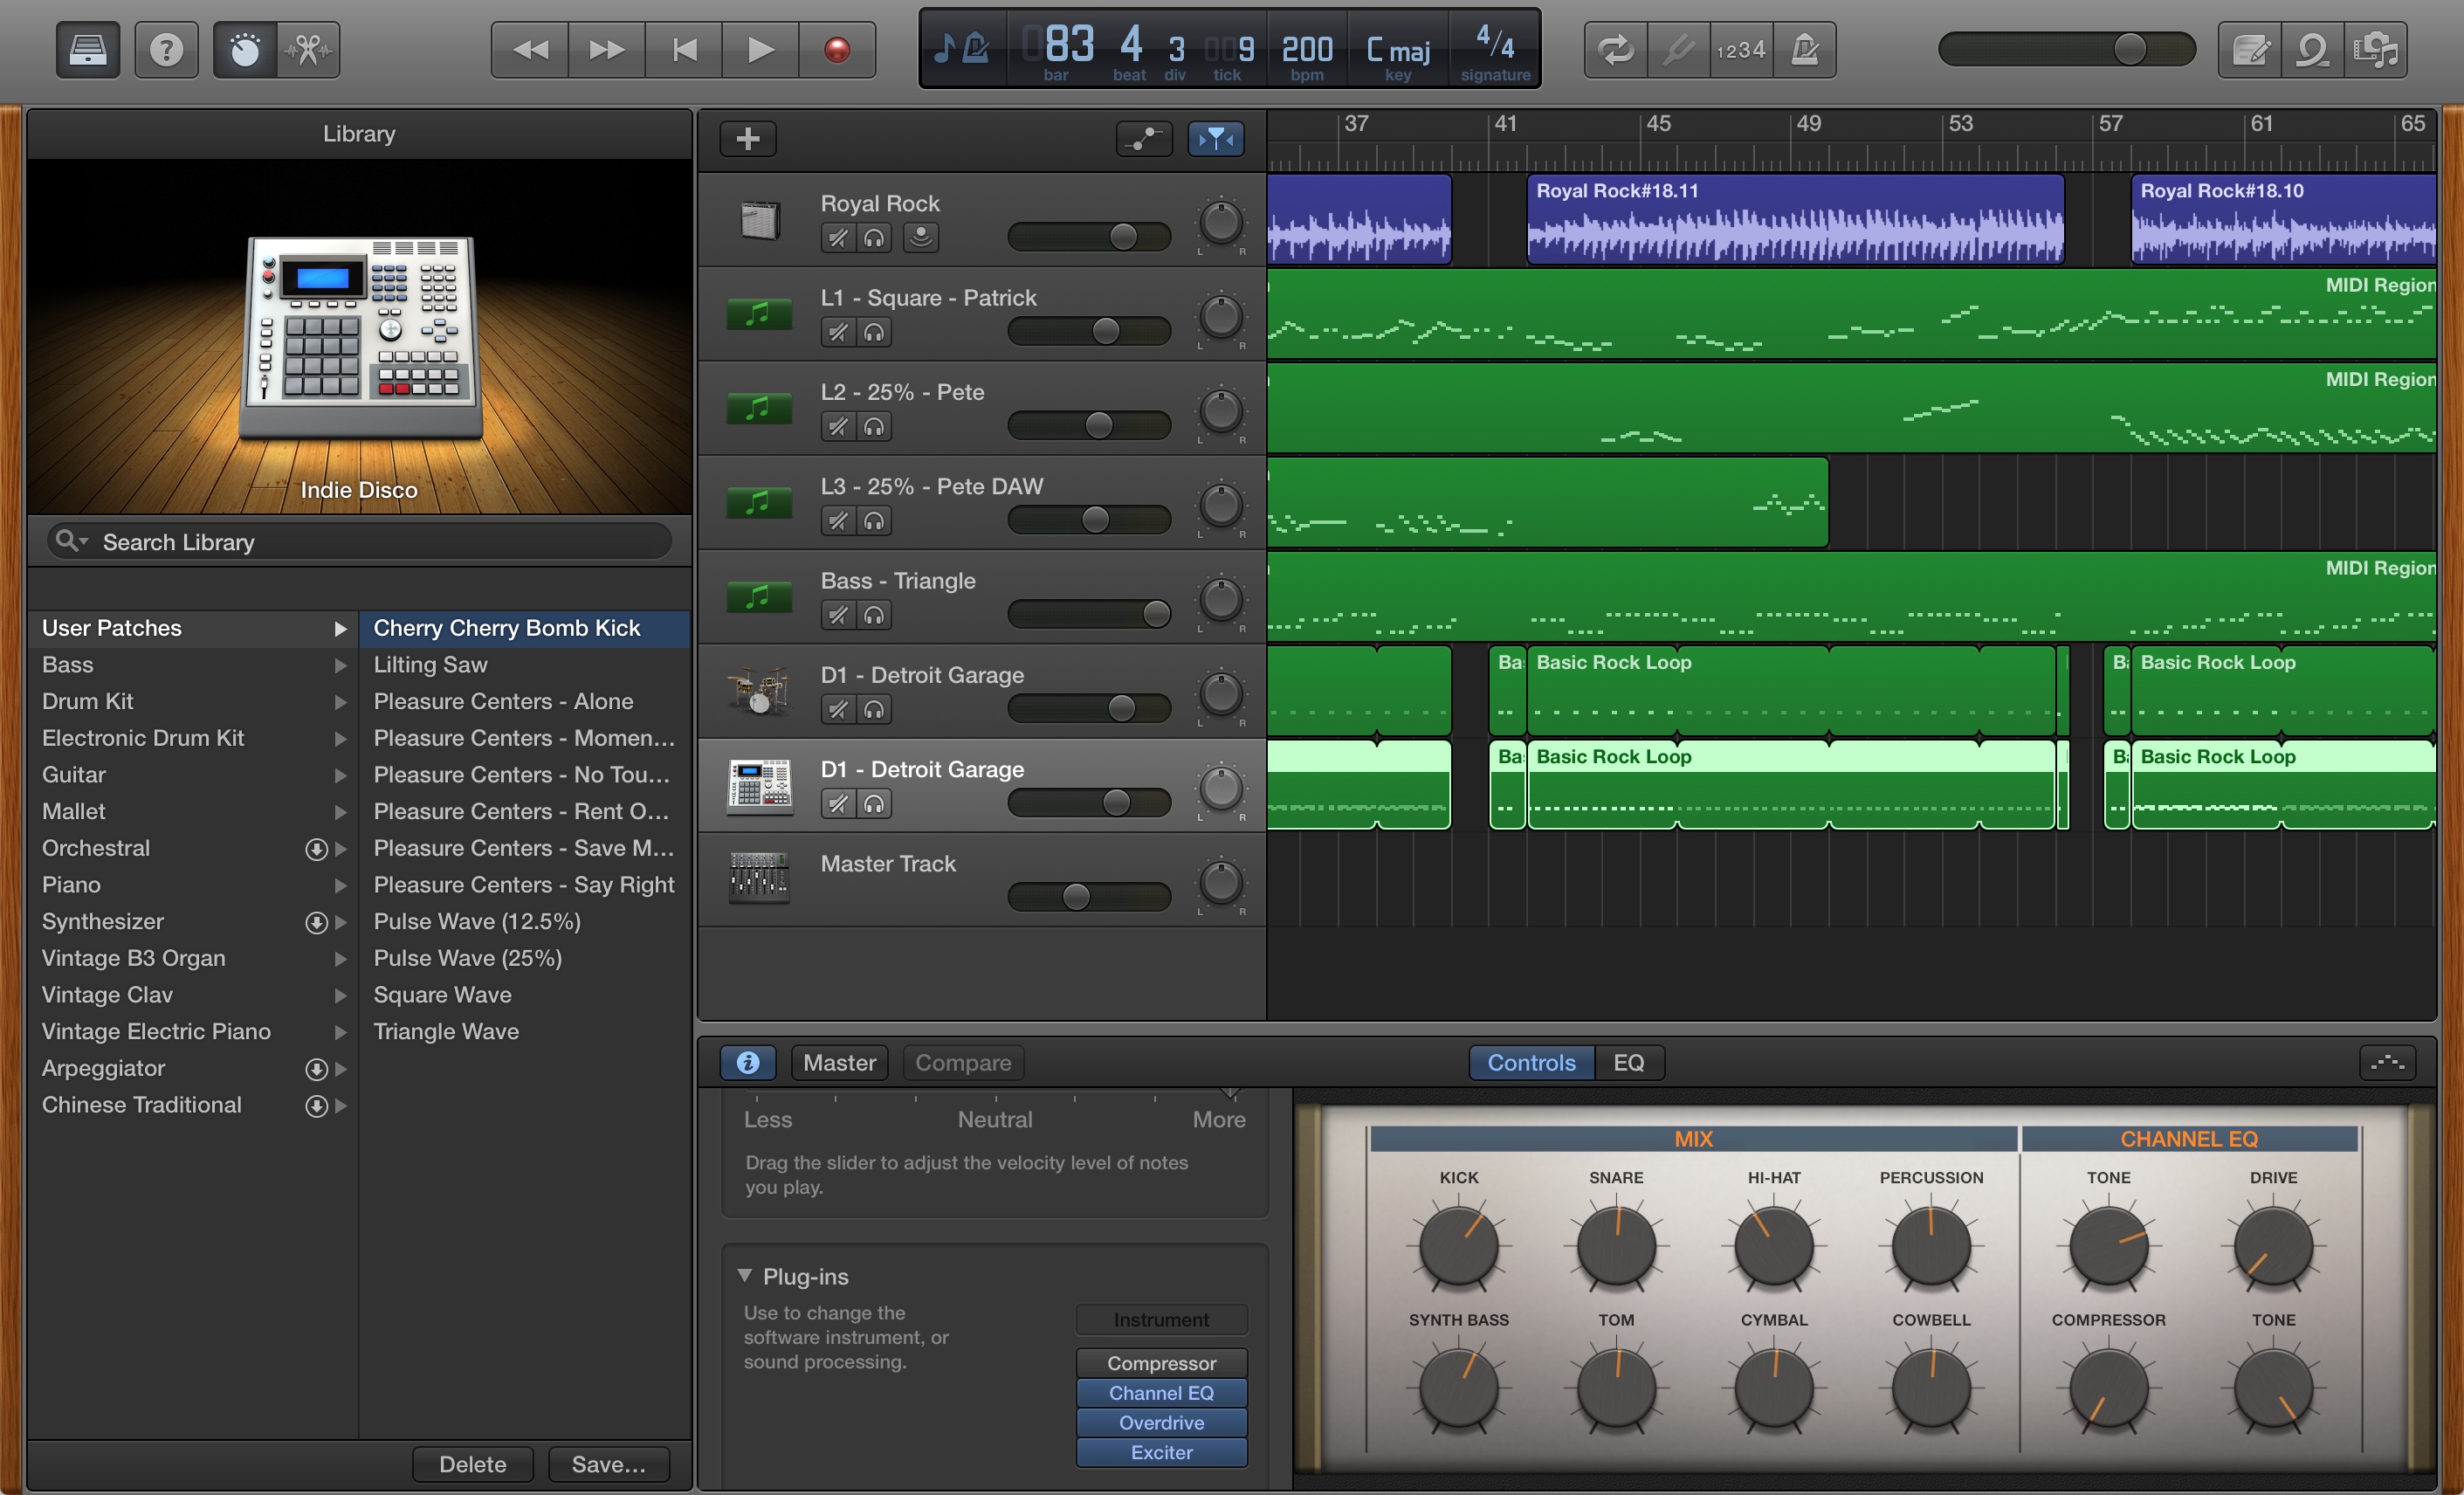 1234
83 4 3 9 200 C maj 4/4
bar beat div tick bpm key signature
Library
Indie Disco
Search Library
User Patches
Bass
Drum Kit
Electronic Drum Kit
Guitar
Mallet
Orchestral
Piano
Synthesizer
Vintage B3 Organ
Vintage Clav
Vintage Electric Piano
Arpeggiator
Chinese Traditional
Cherry Cherry Bomb Kick
Lilting Saw
Pleasure Centers - Alone
Pleasure Centers - Momen...
Pleasure Centers - No Tou...
Pleasure Centers - Rent O...
Pleasure Centers - Save M...
Pleasure Centers - Say Right
Pulse Wave (12.5%)
Pulse Wave (25%)
Square Wave
Triangle Wave
Delete Save...
37 41 45 49 53 57 61 65
Royal Rock
L R
Royal Rock#18.11 Royal Rock#18.10
L1 - Square - Patrick
L R
MIDI Region
L2 - 25% - Pete
L R
MIDI Region
L3 - 25% - Pete DAW
L R
Bass - Triangle
L R
MIDI Region
D1 - Detroit Garage
L R
Ba Basic Rock Loop B Basic Rock Loop
D1 - Detroit Garage
L R
Ba Basic Rock Loop B Basic Rock Loop
Master Track
L R
Master Compare Controls EQ
Less Neutral More
Drag the slider to adjust the velocity level of notes
you play.
Plug-ins
Use to change the
software instrument, or
sound processing.
Instrument
Compressor
Channel EQ
Overdrive
Exciter
MIX CHANNEL EQ
KICK SNARE HI-HAT PERCUSSION TONE DRIVE
SYNTH BASS TOM CYMBAL COWBELL COMPRESSOR TONE